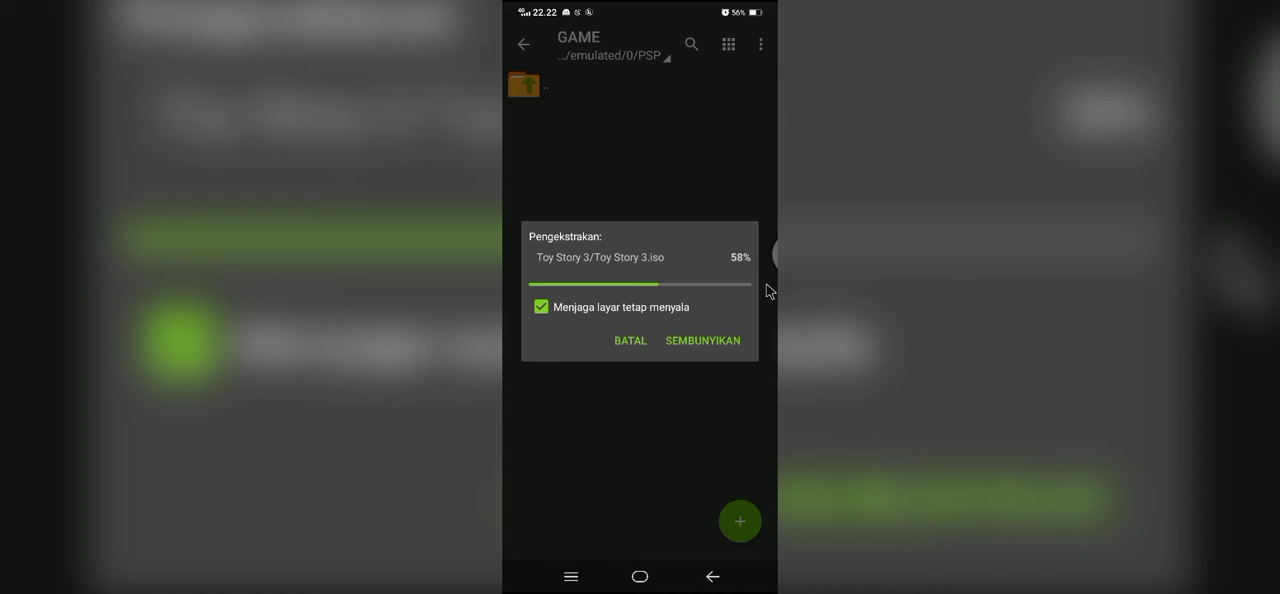 4G 22.22 56%
GAME
.../emulated/0/PSP
..
Pengekstrakan:
Toy Story 3/Toy Story 3.iso 58%
Menjaga layar tetap menyala
BATAL SEMBUNYIKAN